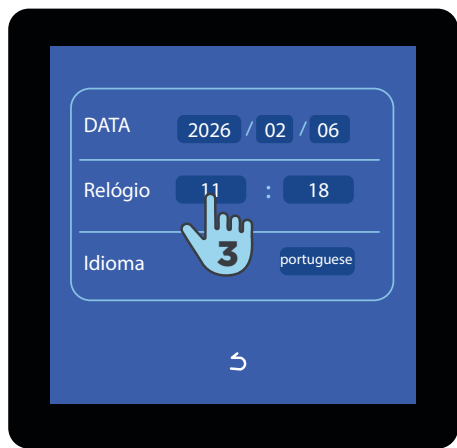 DATA 2026 / 02 / 06
Relógio 11 : 18
3
Idioma portuguese